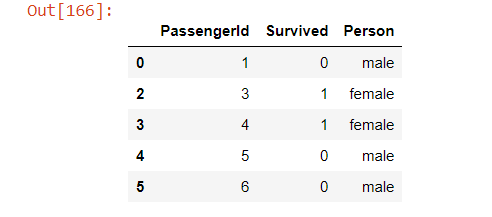 Out[166]:
PassengerId Survived Person
0 1 0 male
2 3 1 female
3 4 1 female
4 5 0 male
5 6 0 male